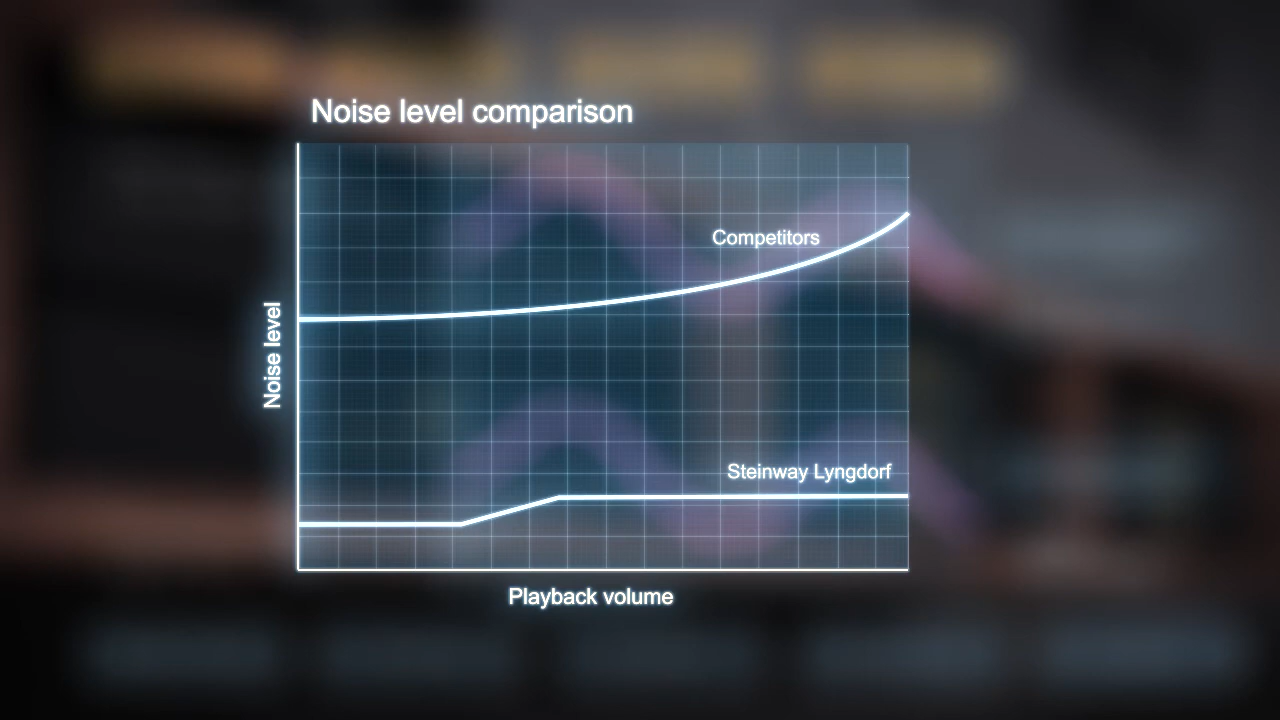 Noise level comparison
Competitors
Noise level
Steinway Lyngdorf
Playback volume